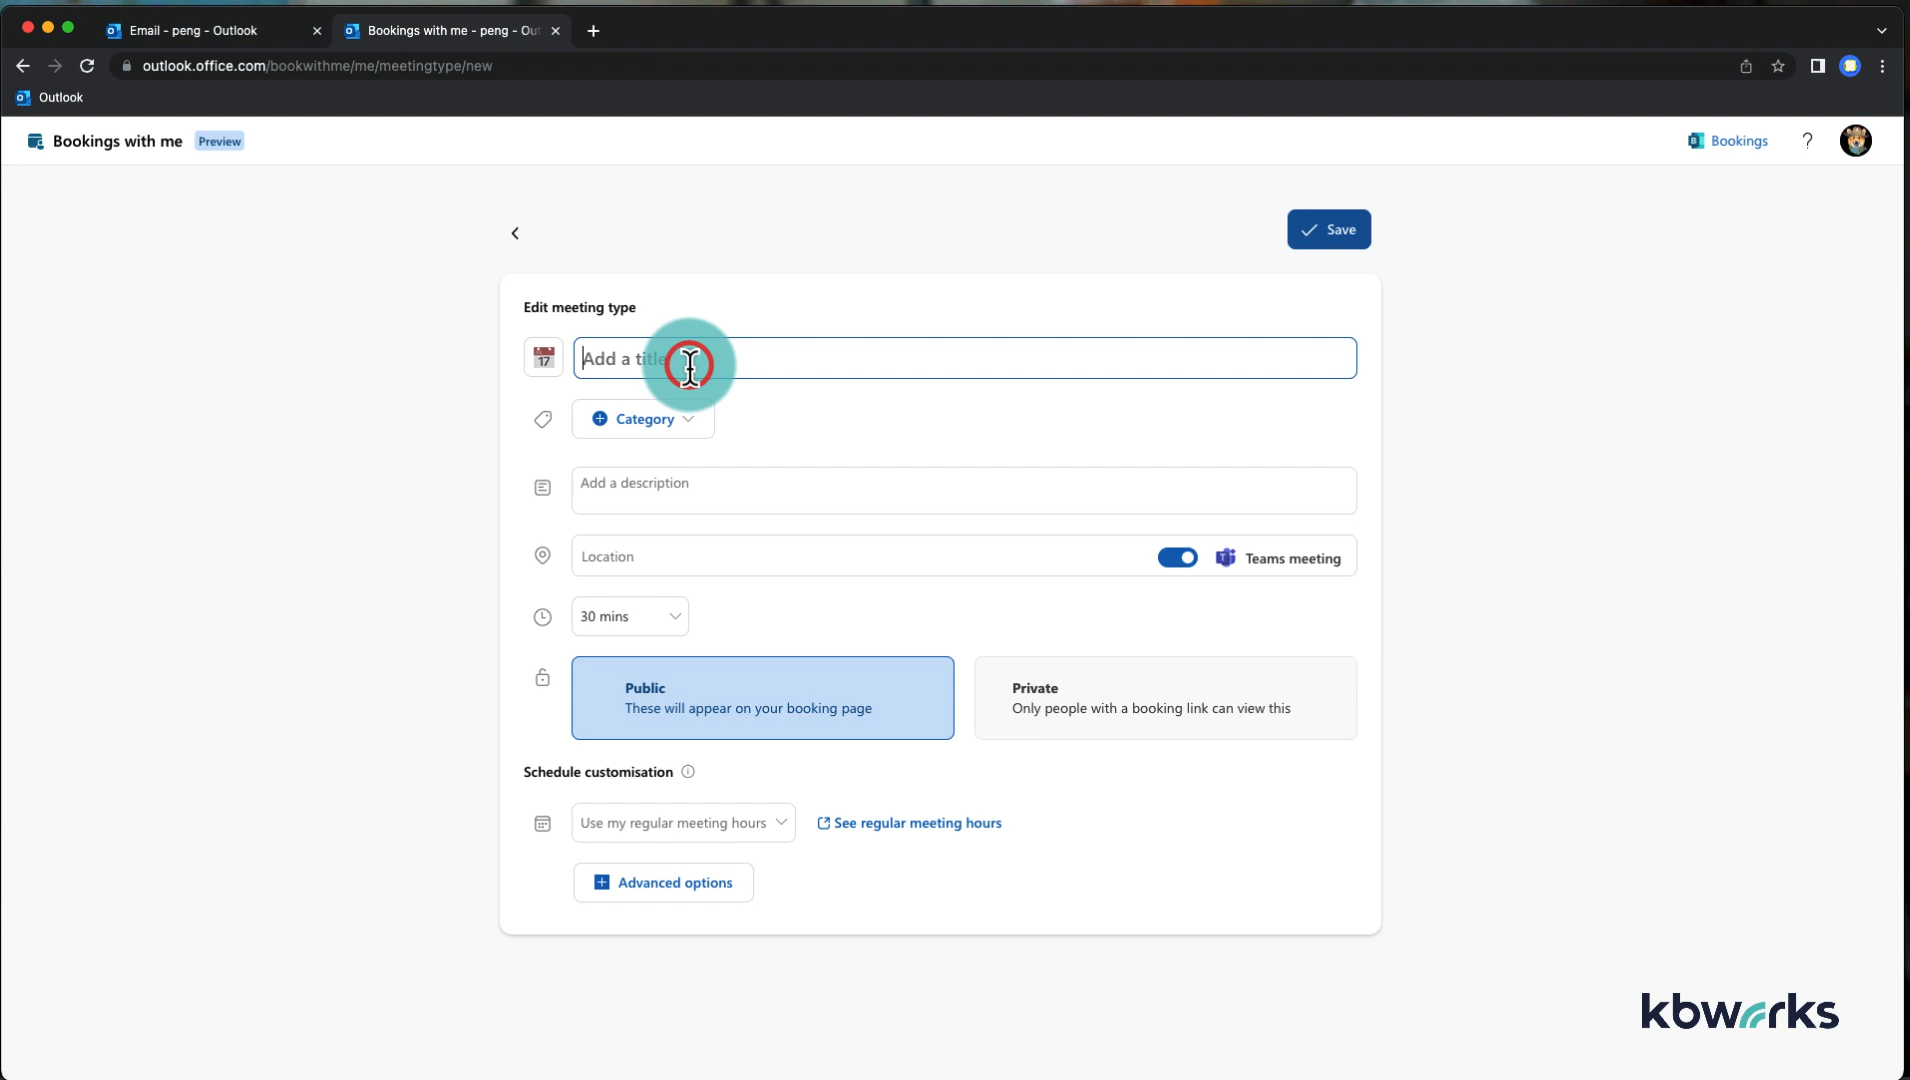 Email - peng - Outlook
Bookings with me - peng - Out
outlook.office.com/bookwithme/me/meetingtype/new
Outlook
Bookings with me Preview
Bookings ?
Save
Edit meeting type
17
Add a title
Category
Add a description
Location
Teams meeting
30 mins
Public
These will appear on your booking page
Private
Only people with a booking link can view this
Schedule customisation
Use my regular meeting hours
See regular meeting hours
Advanced options
kbworks